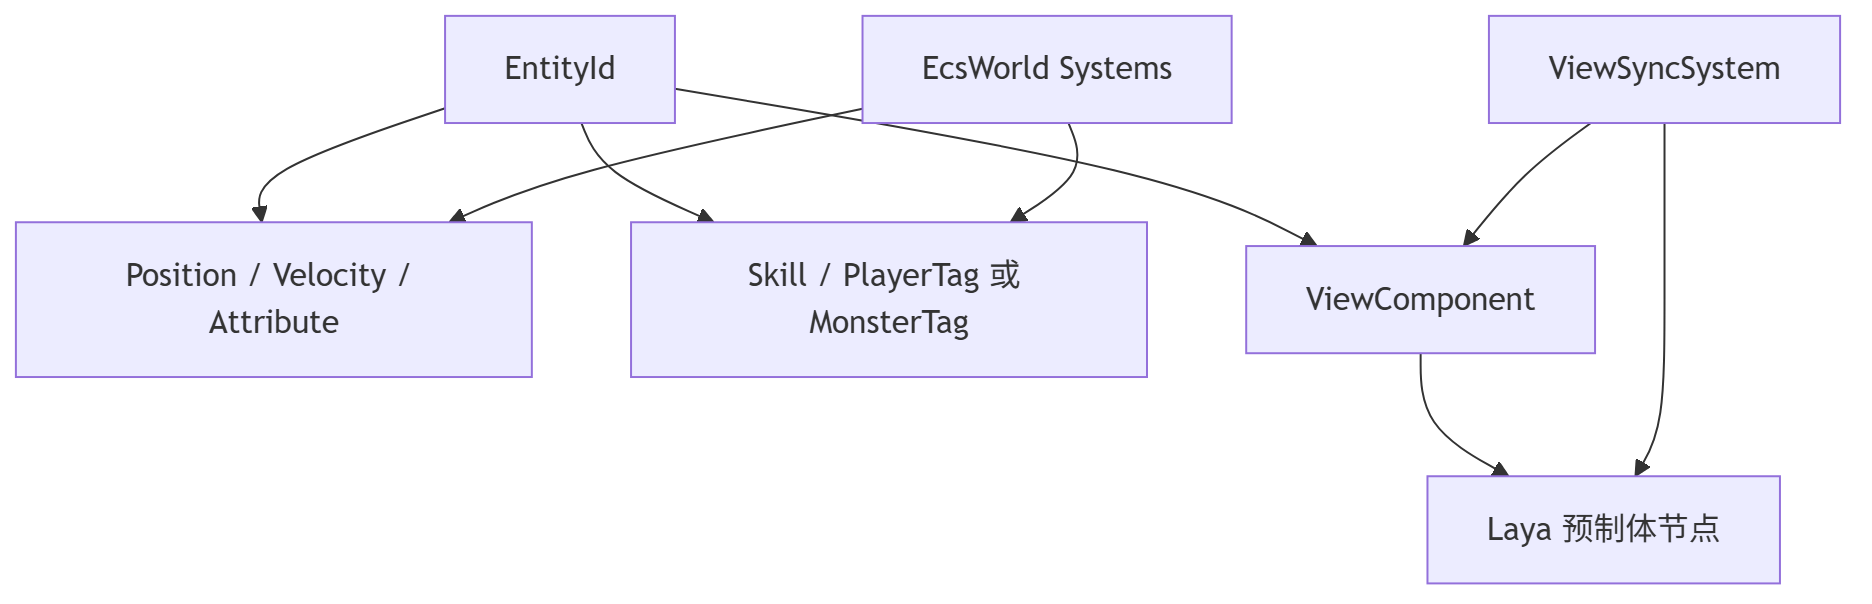 EntityId
EcsWorld Systems
ViewSyncSystem
Position / Velocity /
Attribute
Skill / PlayerTag 或
MonsterTag
ViewComponent
Laya 预制体节点